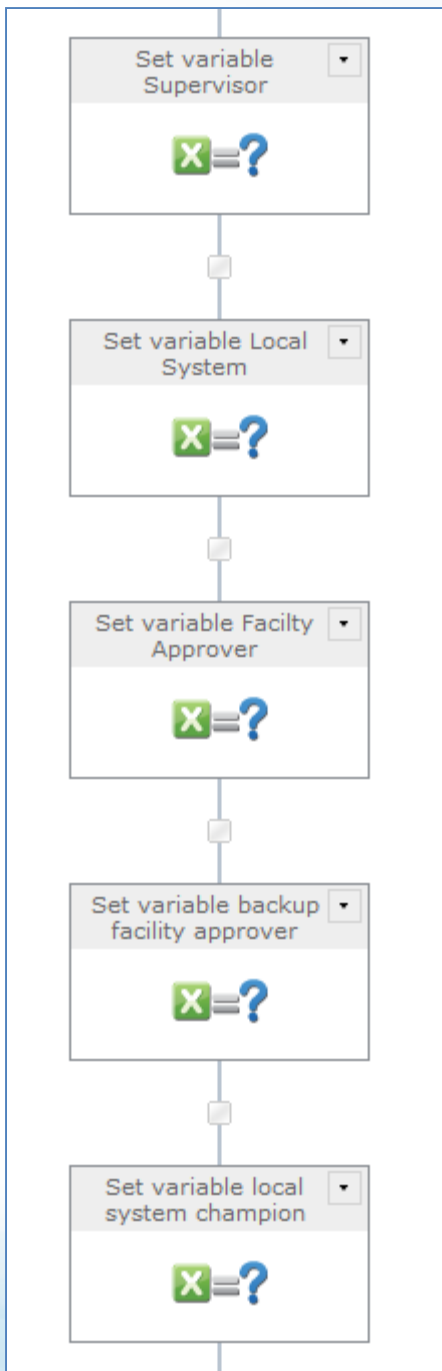 Set variable
Supervisor
X=?
Set variable Local
System
X=?
Set variable Facilty
Approver
X=?
Set variable backup
facility approver
X=?
Set variable local
system champion
X=?